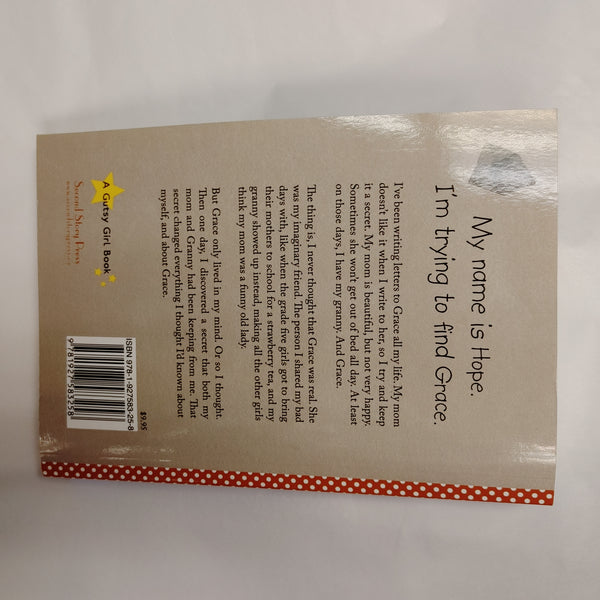 My name is Hope.
I'm trying to find Grace.
I've been writing letters to Grace all my life. My mom
doesn't like it when I write to her, so I try and keep
it a secret. My mom is beautiful, but not very happy.
Sometimes she won't get out of bed all day. At least
on those days, I have my granny. And Grace.
The thing is, I never thought that Grace was real. She
was my imaginary friend. The person I shared my bad
days with, like when the grade five girls got to bring
their mothers to school for a strawberry tea, and my
granny showed up instead, making all the other girls
think my mom was a funny old lady.
But Grace only lived in my mind. Or so I thought.
Then one day, I discovered a secret that both my
mom and Granny had been keeping from me. That
secret changed everything I thought I'd known about
myself, and about Grace.
A Gutsy Girl Book
Second Story Press
www.secondstorypress.ca
$9.95
ISBN 978-1-927583-25-8
9 781927 583258